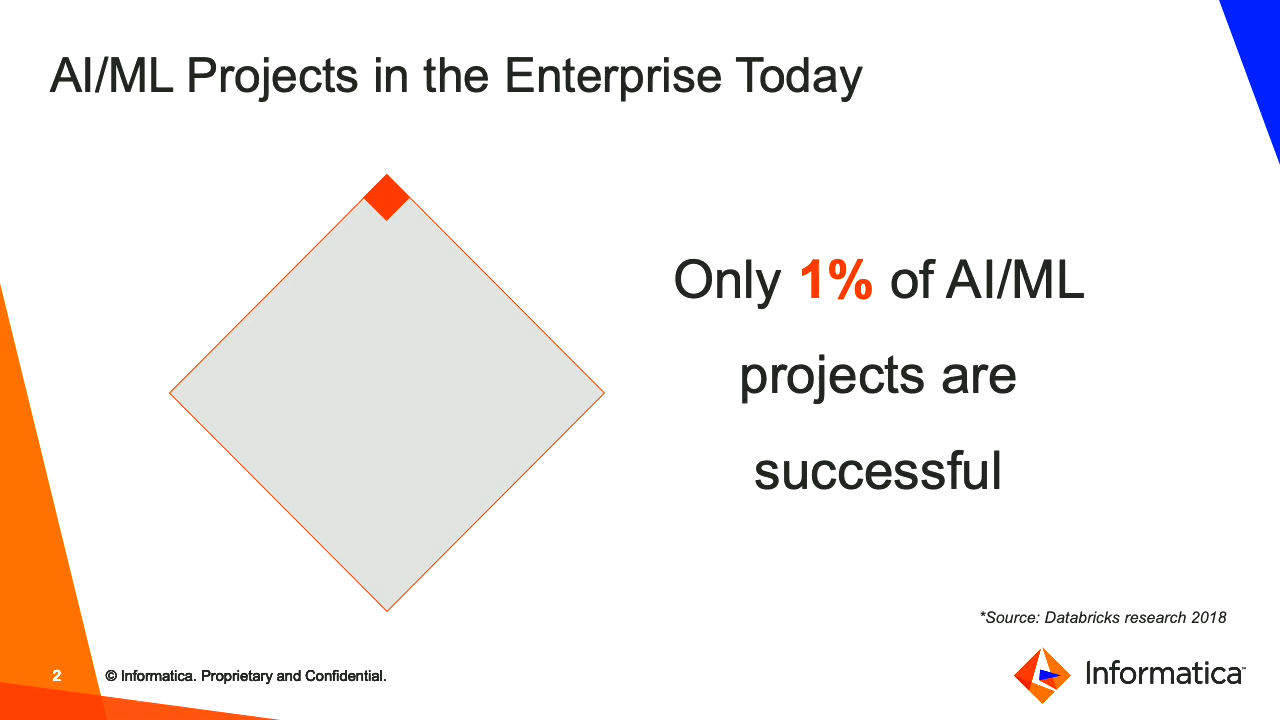 AI/ML Projects in the Enterprise Today
Only 1% of AI/ML
projects are
successful
*Source: Databricks research 2018
2
© Informatica. Proprietary and Confidential.
Informatica™